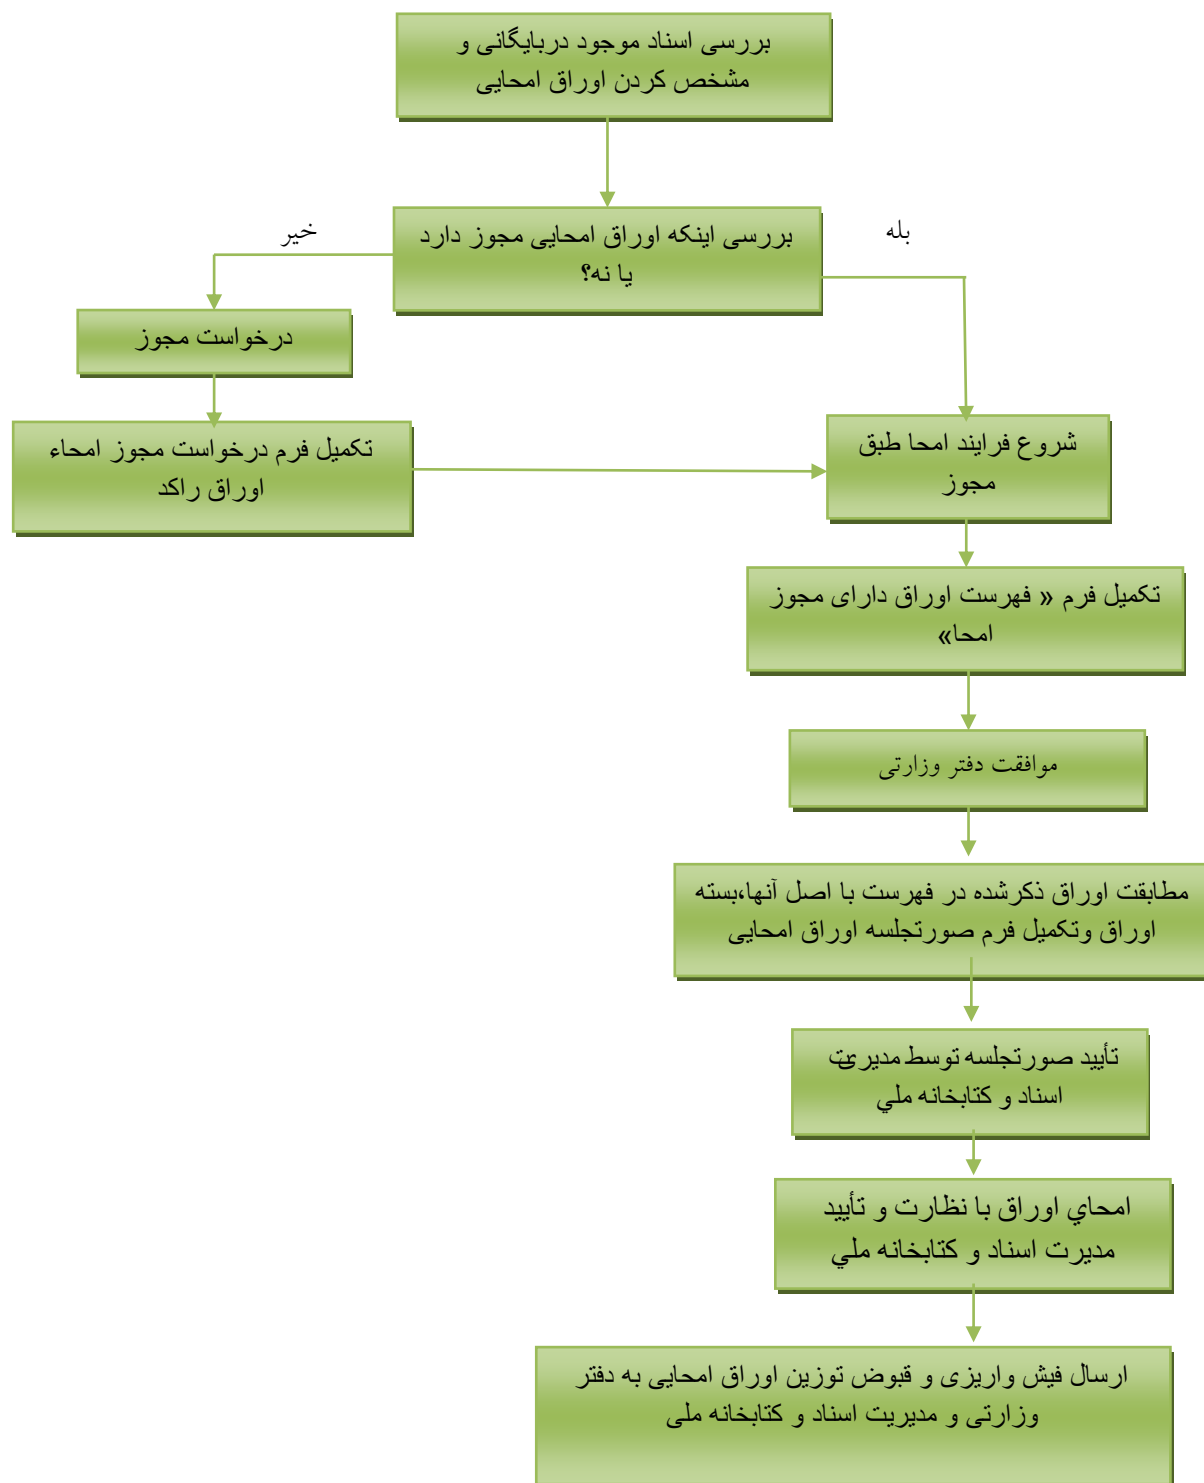 بررسی اسناد موجود دربایگانی و
مشخص کردن اوراق امحایی
بررسی اینکه اوراق امحایی مجوز دارد
یا نه؟
بله
خیر
درخواست مجوز
تکمیل فرم درخواست مجوز امحاء
اوراق راکد
شروع فرایند امحا طبق
مجوز
تکمیل فرم « فهرست اوراق دارای مجوز
امحا»
موافقت دفتر وزارتی
مطابقت اوراق ذکرشده در فهرست با اصل آنها،بسته
اوراق وتکمیل فرم صورتجلسه اوراق امحایی
تأیید صورتجلسه توسط مدیریت
اسناد و کتابخانه ملي
امحاي اوراق با نظارت و تأیید
مدیرت اسناد و کتابخانه ملي
ارسال فیش واریزی و قبوض توزین اوراق امحایی به دفتر
وزارتی و مدیریت اسناد و کتابخانه ملی